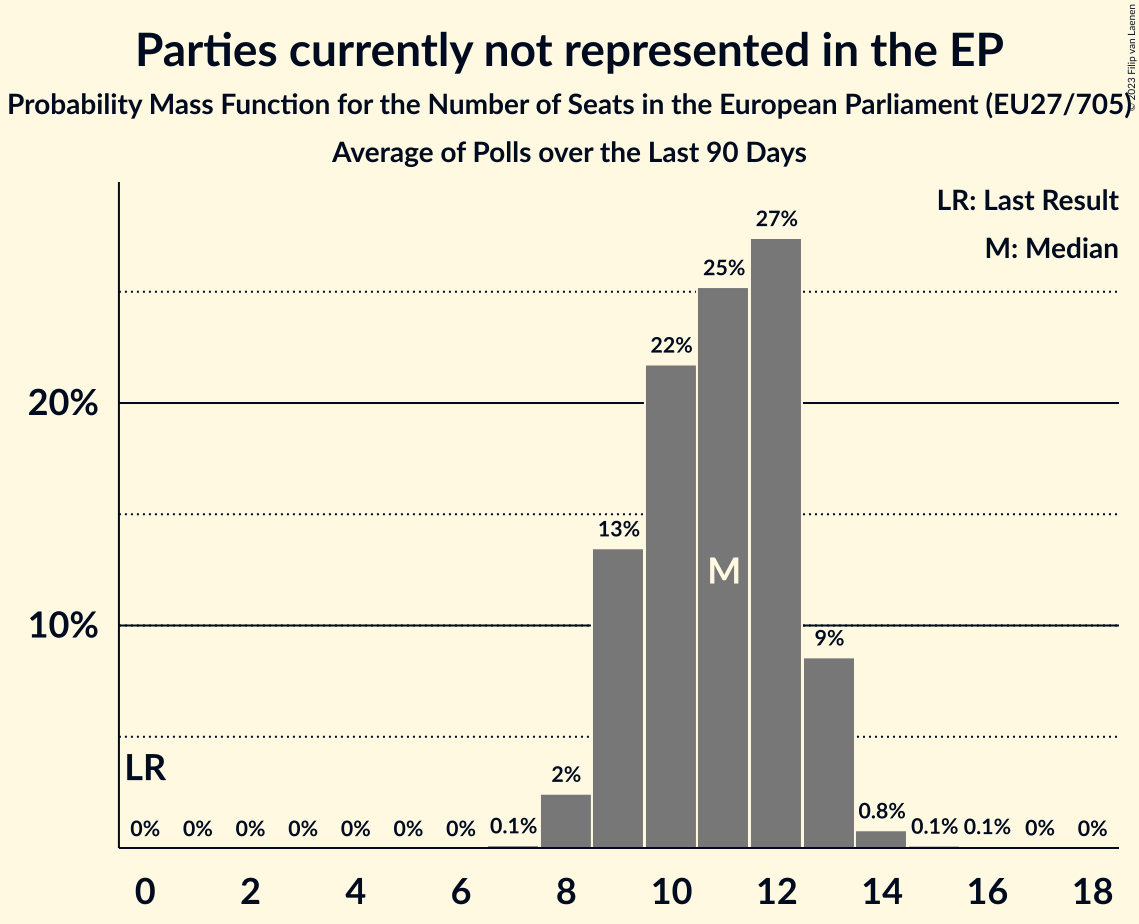 © 2023 Filip van Laenen
Parties currently not represented in the EP
Probability Mass Function for the Number of Seats in the European Parliament (EU27/705)
Average of Polls over the Last 90 Days
LR: Last Result
M: Median
27%
25%
22%
20%
13%
M
10%
9%
LR
2%
0% 0% 0% 0% 0% 0% 0% 0.1% 0.8% 0.1% 0.1% 0% 0%
0 2 4 6 8 10 12 14 16 18